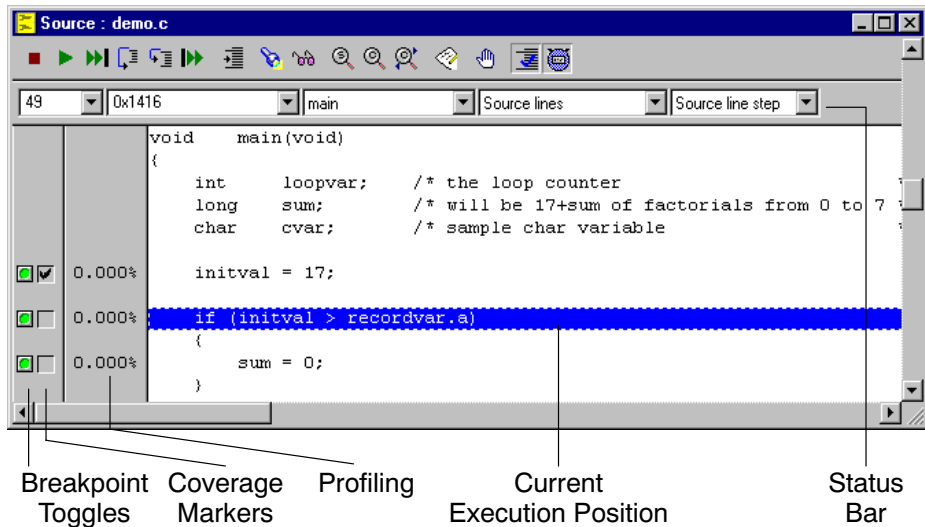 Source : demo.c
49 0x1416 main Source lines Source line step
void main(void)
{
int loopvar; /* the loop counter
long sum; /* will be 17+sum of factorials from 0 to 7
char cvar; /* sample char variable
0.000% initval = 17;
0.000% if (initval > recordvar.a)
{
0.000% sum = 0;
}
Breakpoint Coverage Profiling Current Status
Toggles Markers Execution Position Bar